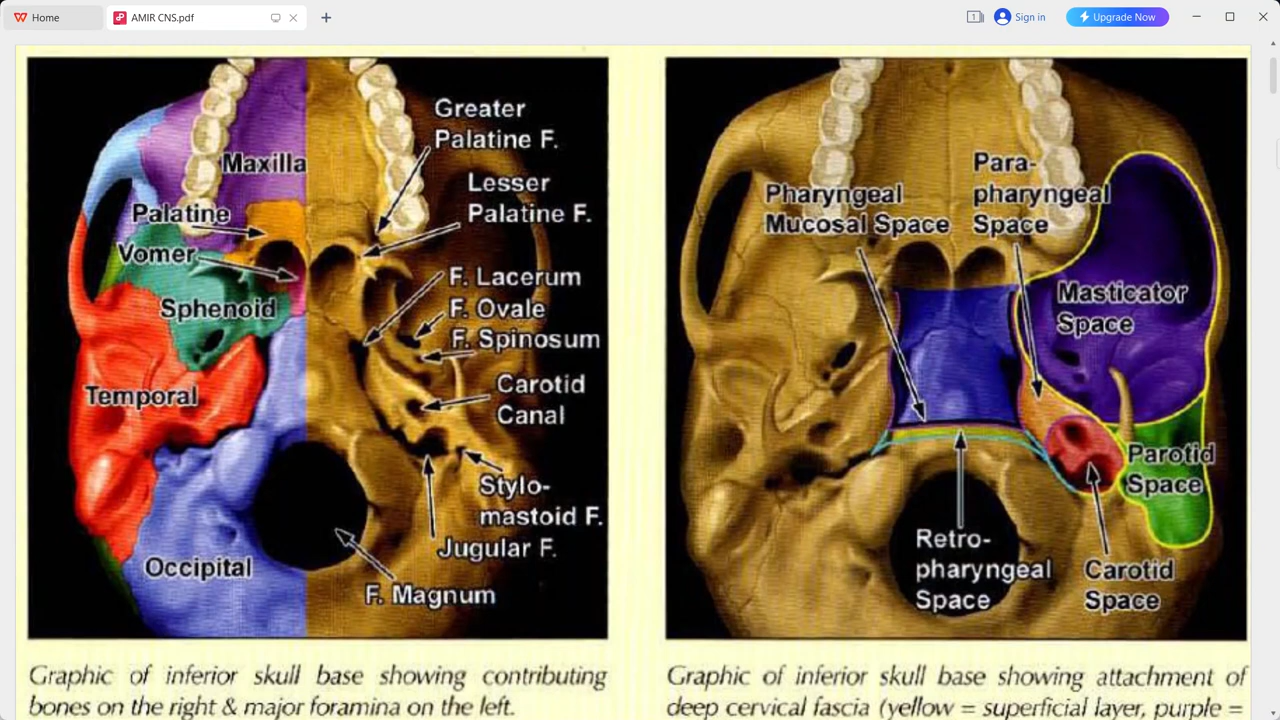 Home
AMIR CNS.pdf
1
Sign in
Upgrade Now
Greater
Palatine F.
Lesser
Palatine F.
Maxilla
Palatine
Vomer
Sphenoid
F. Lacerum
F. Ovale
F. Spinosum
Temporal
Carotid
Canal
Stylo-
mastoid F.
Jugular F.
Occipital
F. Magnum
Graphic of inferior skull base showing contributing
bones on the right & major foramina on the left.
Pharyngeal
Mucosal Space
Para-
pharyngeal
Space
Masticator
Space
Parotid
Space
Retro-
pharyngeal
Space
Carotid
Space
Graphic of inferior skull base showing attachment of
deep cervical fascia (yellow = superficial layer, purple =